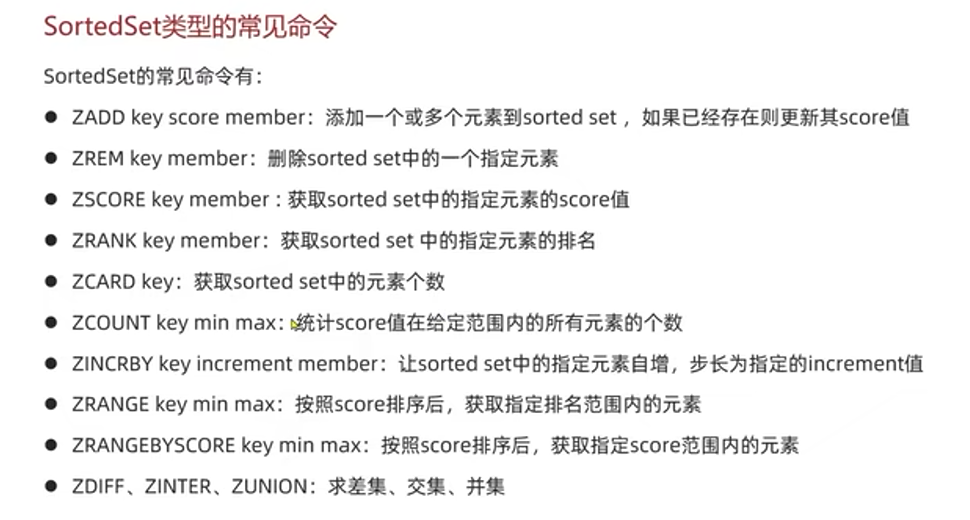 SortedSet类型的常见命令
SortedSet的常见命令有：
● ZADD key score member：添加一个或多个元素到sorted set ，如果已经存在则更新其score值
● ZREM key member：删除sorted set中的一个指定元素
● ZSCORE key member : 获取sorted set中的指定元素的score值
● ZRANK key member：获取sorted set 中的指定元素的排名
● ZCARD key：获取sorted set中的元素个数
● ZCOUNT key min max：统计score值在给定范围内的所有元素的个数
● ZINCRBY key increment member：让sorted set中的指定元素自增，步长为指定的increment值
● ZRANGE key min max：按照score排序后，获取指定排名范围内的元素
● ZRANGEBYSCORE key min max：按照score排序后，获取指定score范围内的元素
● ZDIFF、ZINTER、ZUNION：求差集、交集、并集